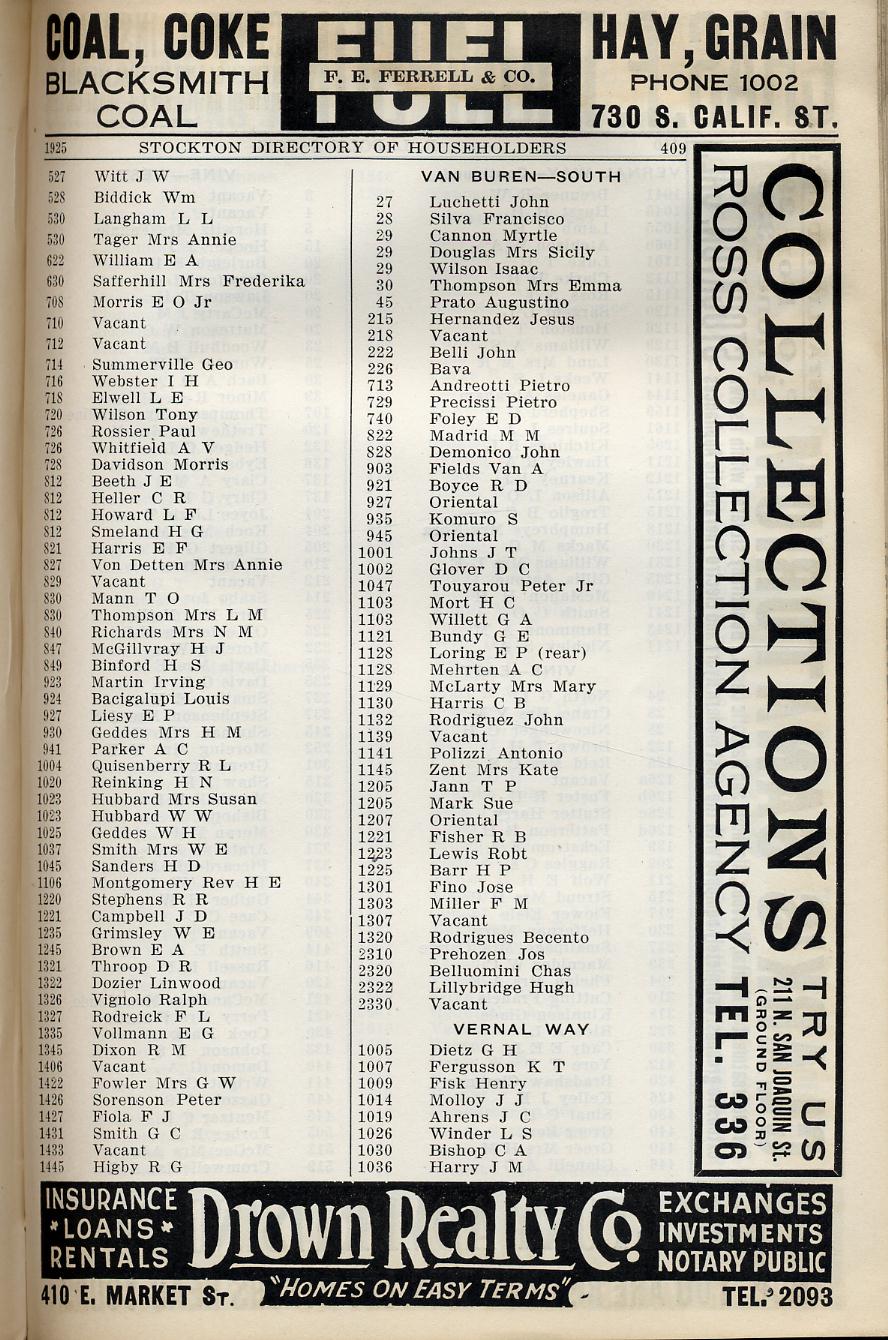 COAL, COKE
BLACKSMITH
COAL
FUEL
F. E. FERRELL & CO.
HAY, GRAIN
PHONE 1002
730 S. CALIF. ST.
1925 STOCKTON DIRECTORY OF HOUSEHOLDERS 409
527 Witt J W
528 Biddick Wm
530 Langham L L
530 Tager Mrs Annie
622 William E A
630 Safferhill Mrs Frederika
708 Morris E O Jr
710 Vacant
712 Vacant
714 Summerville Geo
716 Webster I H
718 Elwell L E
720 Wilson Tony
726 Rossier Paul
726 Whitfield A V
728 Davidson Morris
812 Beeth J E
812 Heller C R
812 Howard L F
812 Smeland H G
821 Harris E F
827 Von Detten Mrs Annie
829 Vacant
830 Mann T O
830 Thompson Mrs L M
840 Richards Mrs N M
847 McGillvray H J
849 Binford H S
923 Martin Irving
924 Bacigalupi Louis
927 Liesy E P
930 Geddes Mrs H M
941 Parker A C
1004 Quisenberry R L
1020 Reinking H N
1023 Hubbard Mrs Susan
1023 Hubbard W W
1025 Geddes W H
1037 Smith Mrs W E
1045 Sanders H D
1106 Montgomery Rev H E
1220 Stephens R R
1221 Campbell J D
1235 Grimsley W E
1245 Brown E A
1321 Throop D R
1322 Dozier Linwood
1326 Vignolo Ralph
1327 Rodreick F L
1335 Vollmann E G
1345 Dixon R M
1406 Vacant
1422 Fowler Mrs G W
1426 Sorenson Peter
1427 Fiola F J
1431 Smith G C
1433 Vacant
1445 Higby R G
VAN BUREN—SOUTH
27 Luchetti John
28 Silva Francisco
29 Cannon Myrtle
29 Douglas Mrs Sicily
29 Wilson Isaac
30 Thompson Mrs Emma
45 Prato Augustino
215 Hernandez Jesus
218 Vacant
222 Belli John
226 Bava
713 Andreotti Pietro
729 Precissi Pietro
740 Foley E D
822 Madrid M M
828 Demonico John
903 Fields Van A
921 Boyce R D
927 Oriental
935 Komuro S
945 Oriental
1001 Johns J T
1002 Glover D C
1047 Touyarou Peter Jr
1103 Mort H C
1103 Willett G A
1121 Bundy G E
1128 Loring E P (rear)
1128 Mehrten A C
1129 McLarty Mrs Mary
1130 Harris C B
1132 Rodriguez John
1139 Vacant
1141 Polizzi Antonio
1145 Zent Mrs Kate
1205 Jann T P
1205 Mark Sue
1207 Oriental
1221 Fisher R B
1223 Lewis Robt
1225 Barr H P
1301 Fino Jose
1303 Miller F M
1307 Vacant
1320 Rodrigues Becento
2310 Prehozen Jos
2320 Belluomini Chas
2322 Lillybridge Hugh
2330 Vacant
VERNAL WAY
1005 Dietz G H
1007 Fergusson K T
1009 Fisk Henry
1014 Molloy J J
1019 Ahrens J C
1026 Winder L S
1030 Bishop C A
1036 Harry J M
COLLECTIONS
ROSS COLLECTION AGENCY
TRY US
211 N. SAN JOAQUIN St.
(GROUND FLOOR)
TEL. 336
INSURANCE
*LOANS*
RENTALS
Drown Realty Co.
EXCHANGES
INVESTMENTS
NOTARY PUBLIC
410 E. MARKET ST.
"HOMES ON EASY TERMS"
TEL. 2093